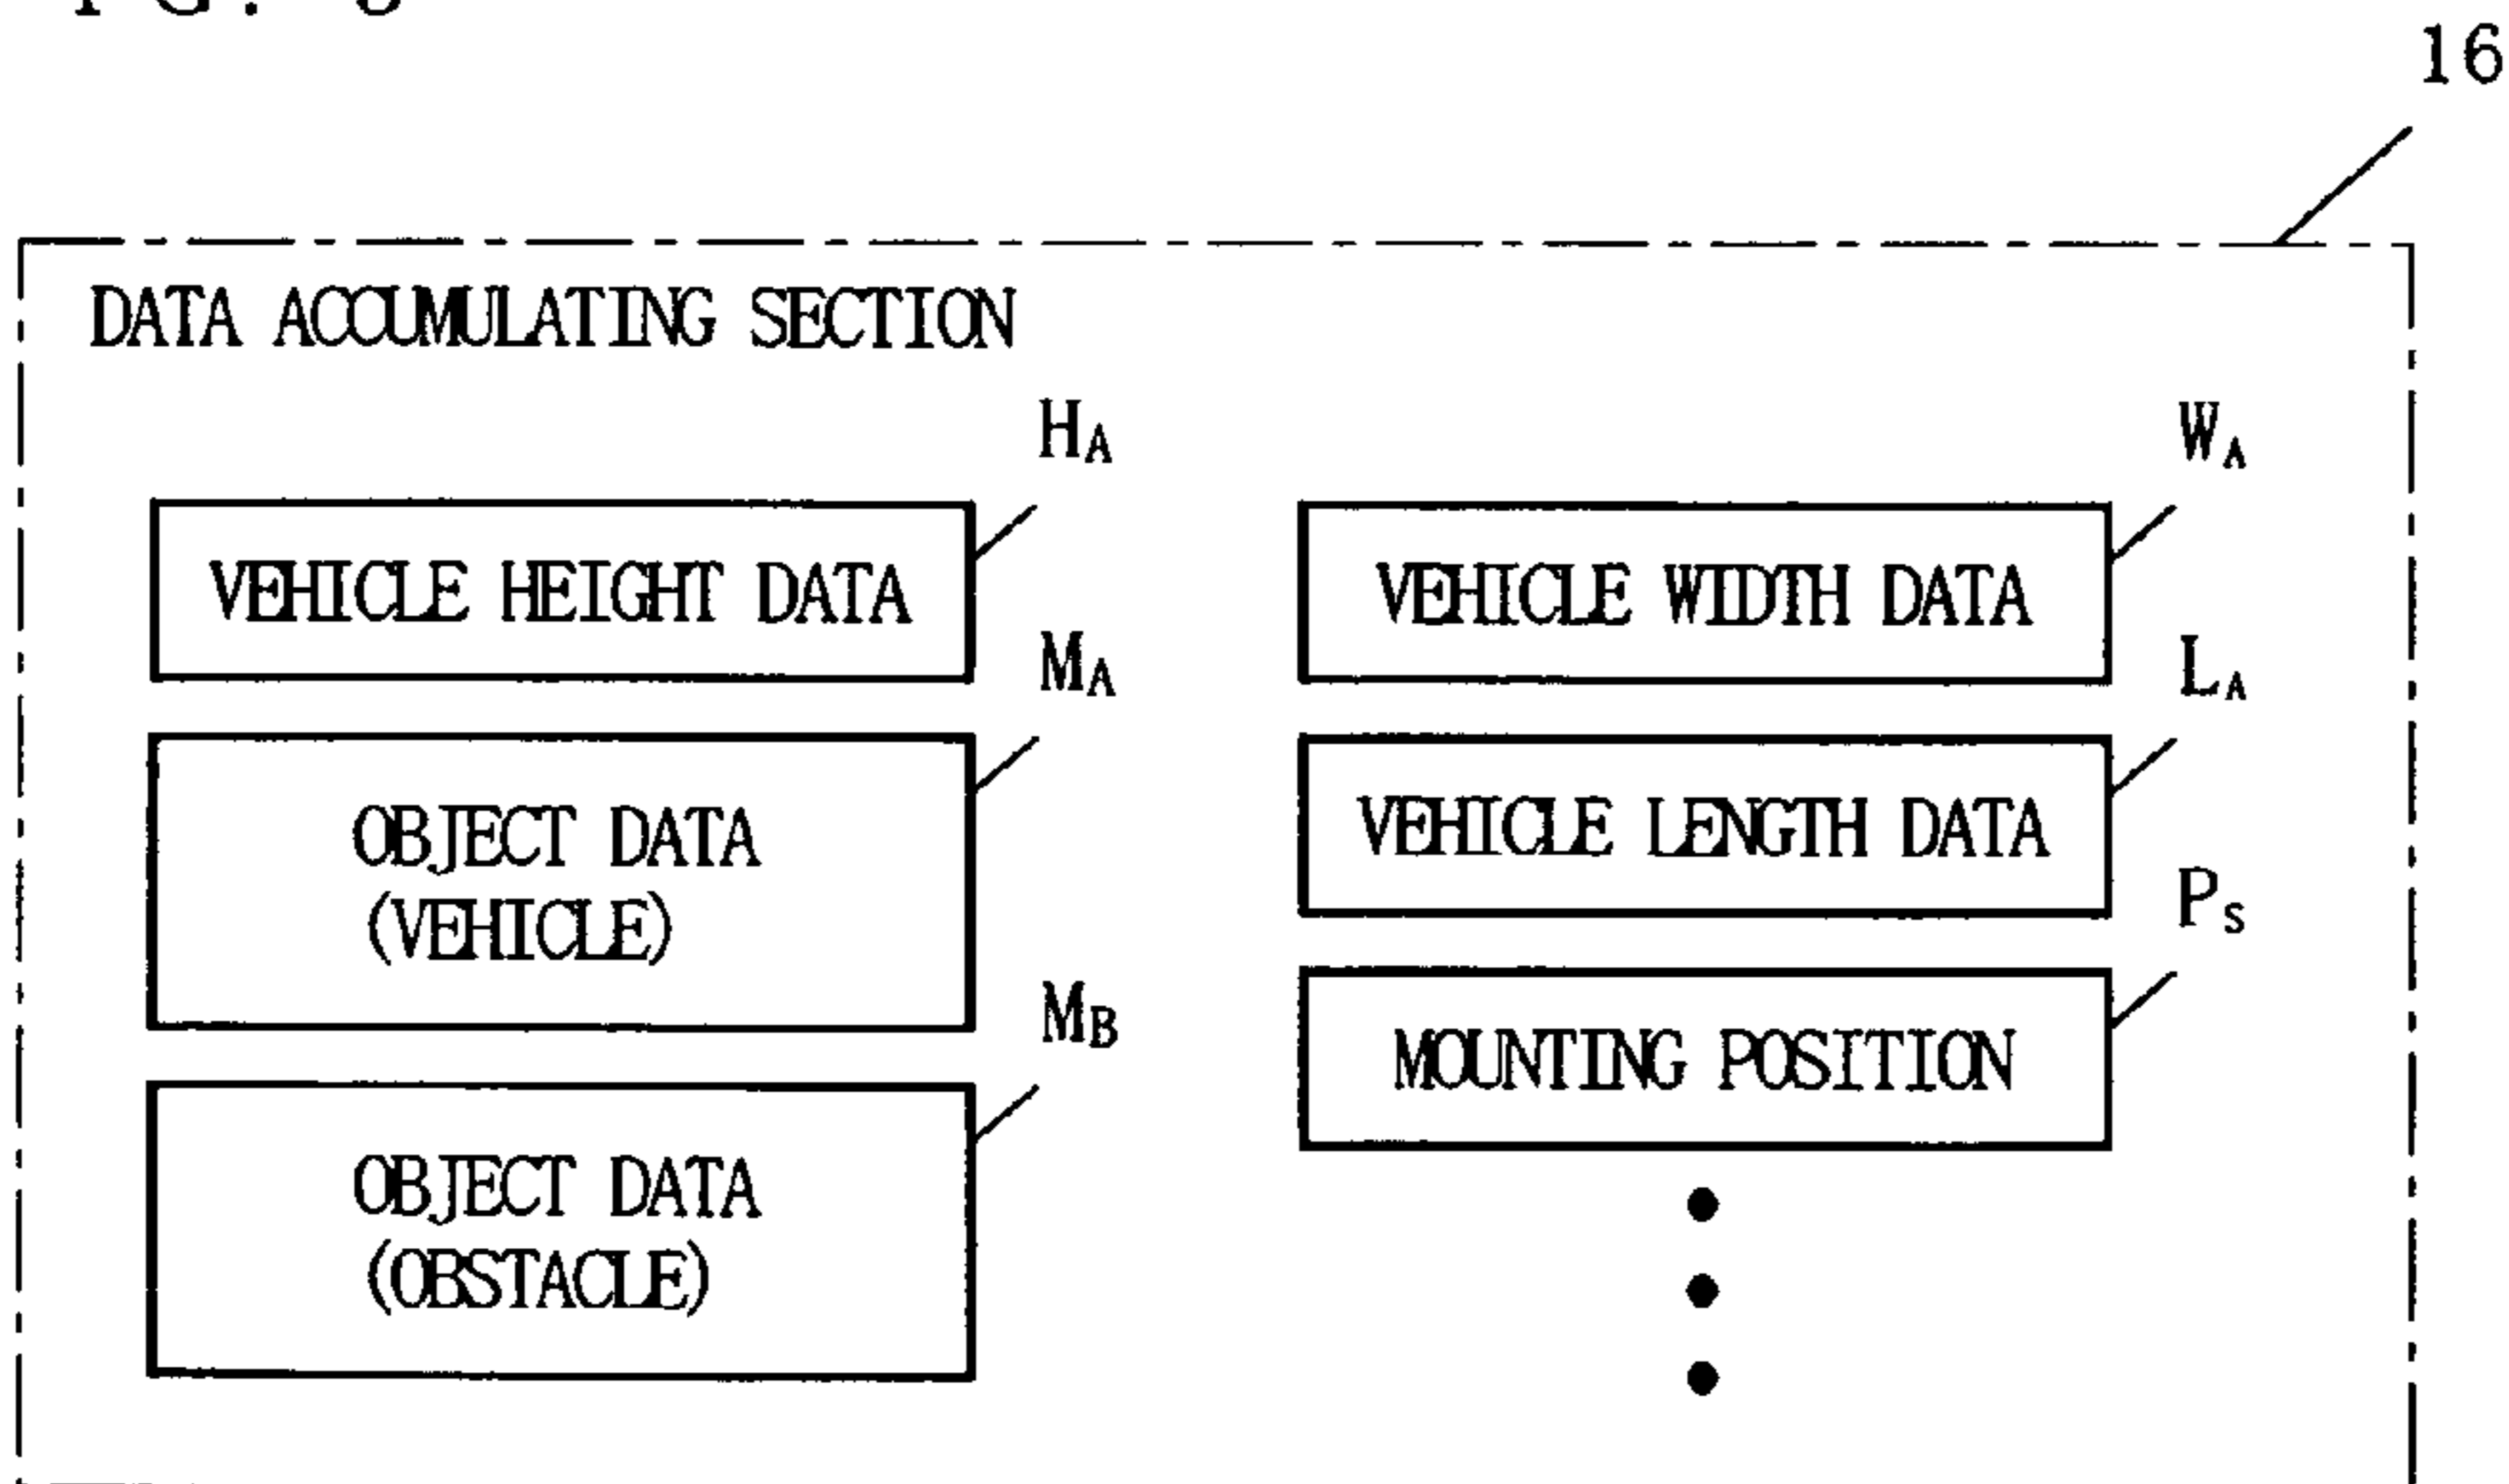 16
DATA ACCUMULATING SECTION
HA
VEHICLE HEIGHT DATA
MA
OBJECT DATA
(VEHICLE)
MB
OBJECT DATA
(OBSTACLE)
WA
VEHICLE WIDTH DATA
LA
VEHICLE LENGTH DATA
PS
MOUNTING POSITION